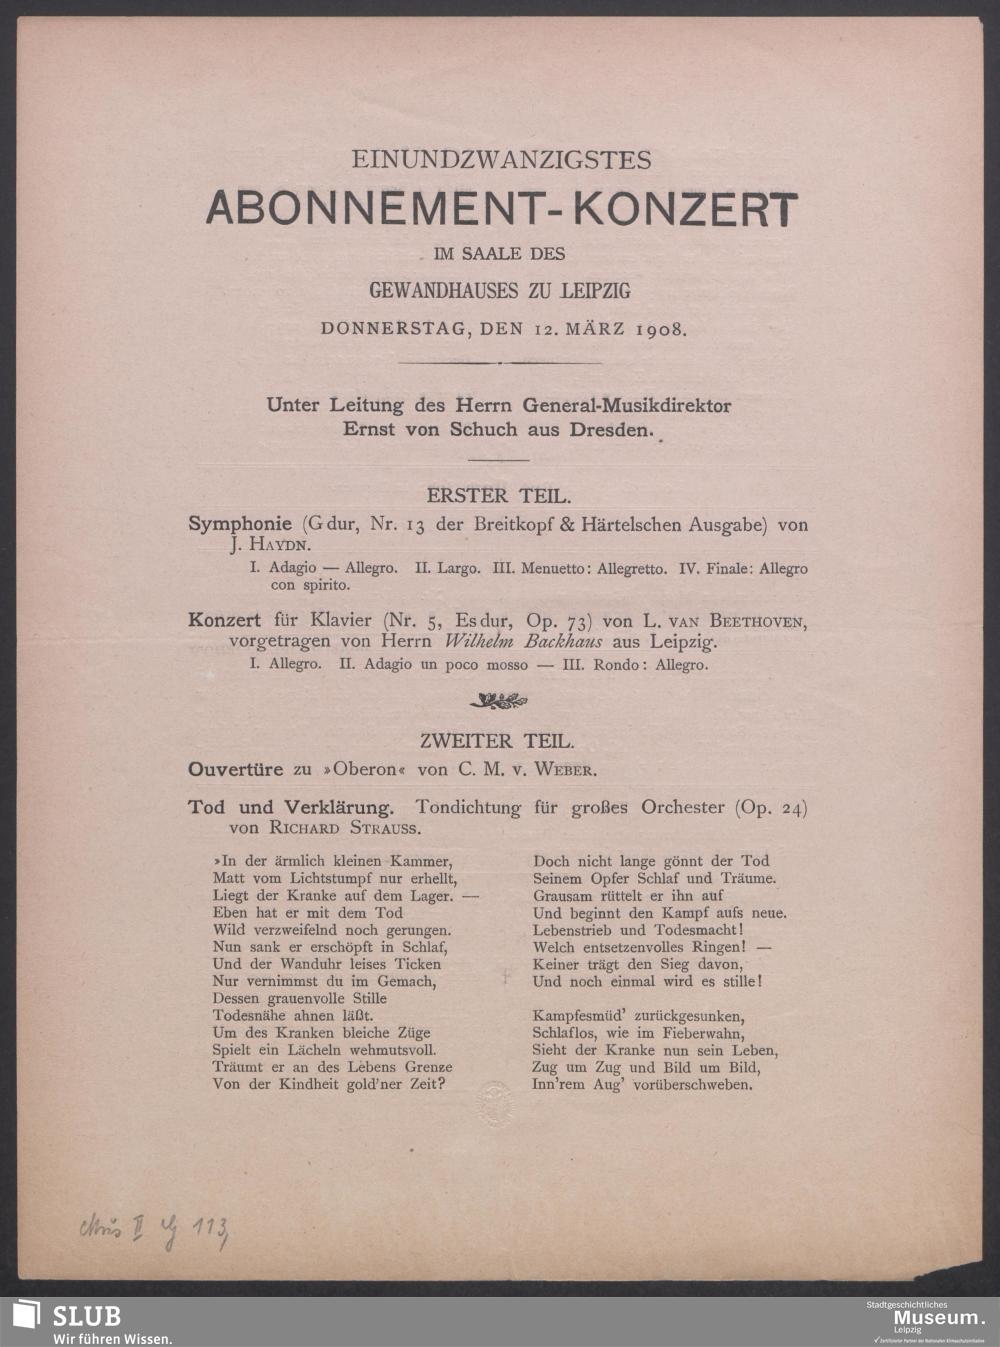 EINUNDZWANZIGSTES
ABONNEMENT-KONZERT
IM SAALE DES
GEWANDHAUSES ZU LEIPZIG
DONNERSTAG, DEN 12. MÄRZ 1908.
Unter Leitung des Herrn General-Musikdirektor
Ernst von Schuch aus Dresden.
ERSTER TEIL.
Symphonie (G dur, Nr. 13 der Breitkopf & Härtelschen Ausgabe) von
J. HAYDN.
I. Adagio — Allegro. II. Largo. III. Menuetto: Allegretto. IV. Finale: Allegro
con spirito.
Konzert für Klavier (Nr. 5, Es dur, Op. 73) von L. VAN BEETHOVEN,
vorgetragen von Herrn Wilhelm Backhaus aus Leipzig.
I. Allegro. II. Adagio un poco mosso — III. Rondo: Allegro.
ZWEITER TEIL.
Ouvertüre zu »Oberon« von C. M. v. WEBER.
Tod und Verklärung. Tondichtung für großes Orchester (Op. 24)
von RICHARD STRAUSS.
»In der ärmlich kleinen Kammer,
Matt vom Lichtstumpf nur erhellt,
Liegt der Kranke auf dem Lager. —
Eben hat er mit dem Tod
Wild verzweifelnd noch gerungen.
Nun sank er erschöpft in Schlaf,
Und der Wanduhr leises Ticken
Nur vernimmst du im Gemach,
Dessen grauenvolle Stille
Todesnähe ahnen läßt.
Um des Kranken bleiche Züge
Spielt ein Lächeln wehmutsvoll.
Träumt er an des Lebens Grenze
Von der Kindheit gold'ner Zeit?
Doch nicht lange gönnt der Tod
Seinem Opfer Schlaf und Träume.
Grausam rüttelt er ihn auf
Und beginnt den Kampf aufs neue.
Lebenstrieb und Todesmacht!
Welch entsetzenvolles Ringen! —
Keiner trägt den Sieg davon,
Und noch einmal wird es stille!
Kampfesmüd' zurückgesunken,
Schlaflos, wie im Fieberwahn,
Sieht der Kranke nun sein Leben,
Zug um Zug und Bild um Bild,
Inn'rem Aug' vorüberschweben.
Mus II 113,
SLUB
Wir führen Wissen.
Stadtgeschichtliches
Museum.
Leipzig
Zertifizierter Partner der Nationalen Klimaschutzinitiative